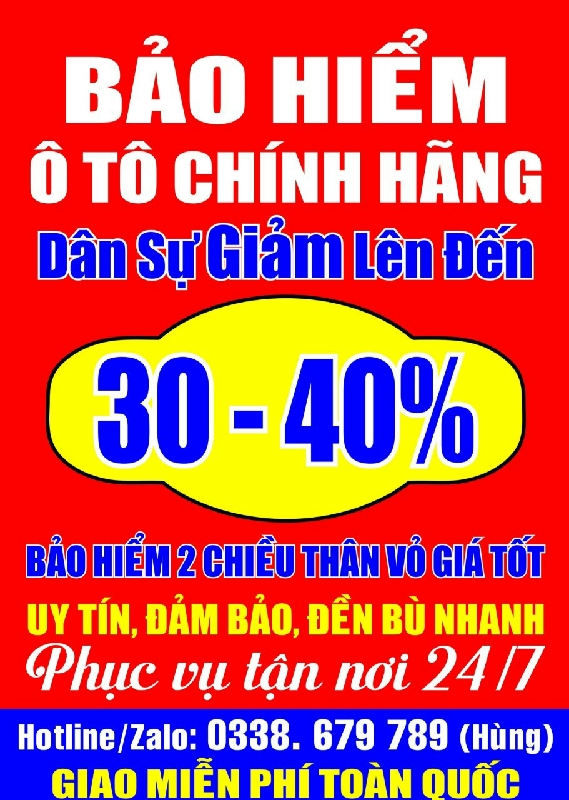 BẢO HIỂM
Ô TÔ CHÍNH HÃNG
Dân Sự Giảm Lên Đến
30 - 40%
BẢO HIỂM 2 CHIỀU THÂN VỎ GIÁ TỐT
UY TÍN, ĐẢM BẢO, ĐỀN BÙ NHANH
Phục vụ tận nơi 24/7
Hotline/Zalo: 0338. 679 789 (Hùng)
GIAO MIỄN PHÍ TOÀN QUỐC